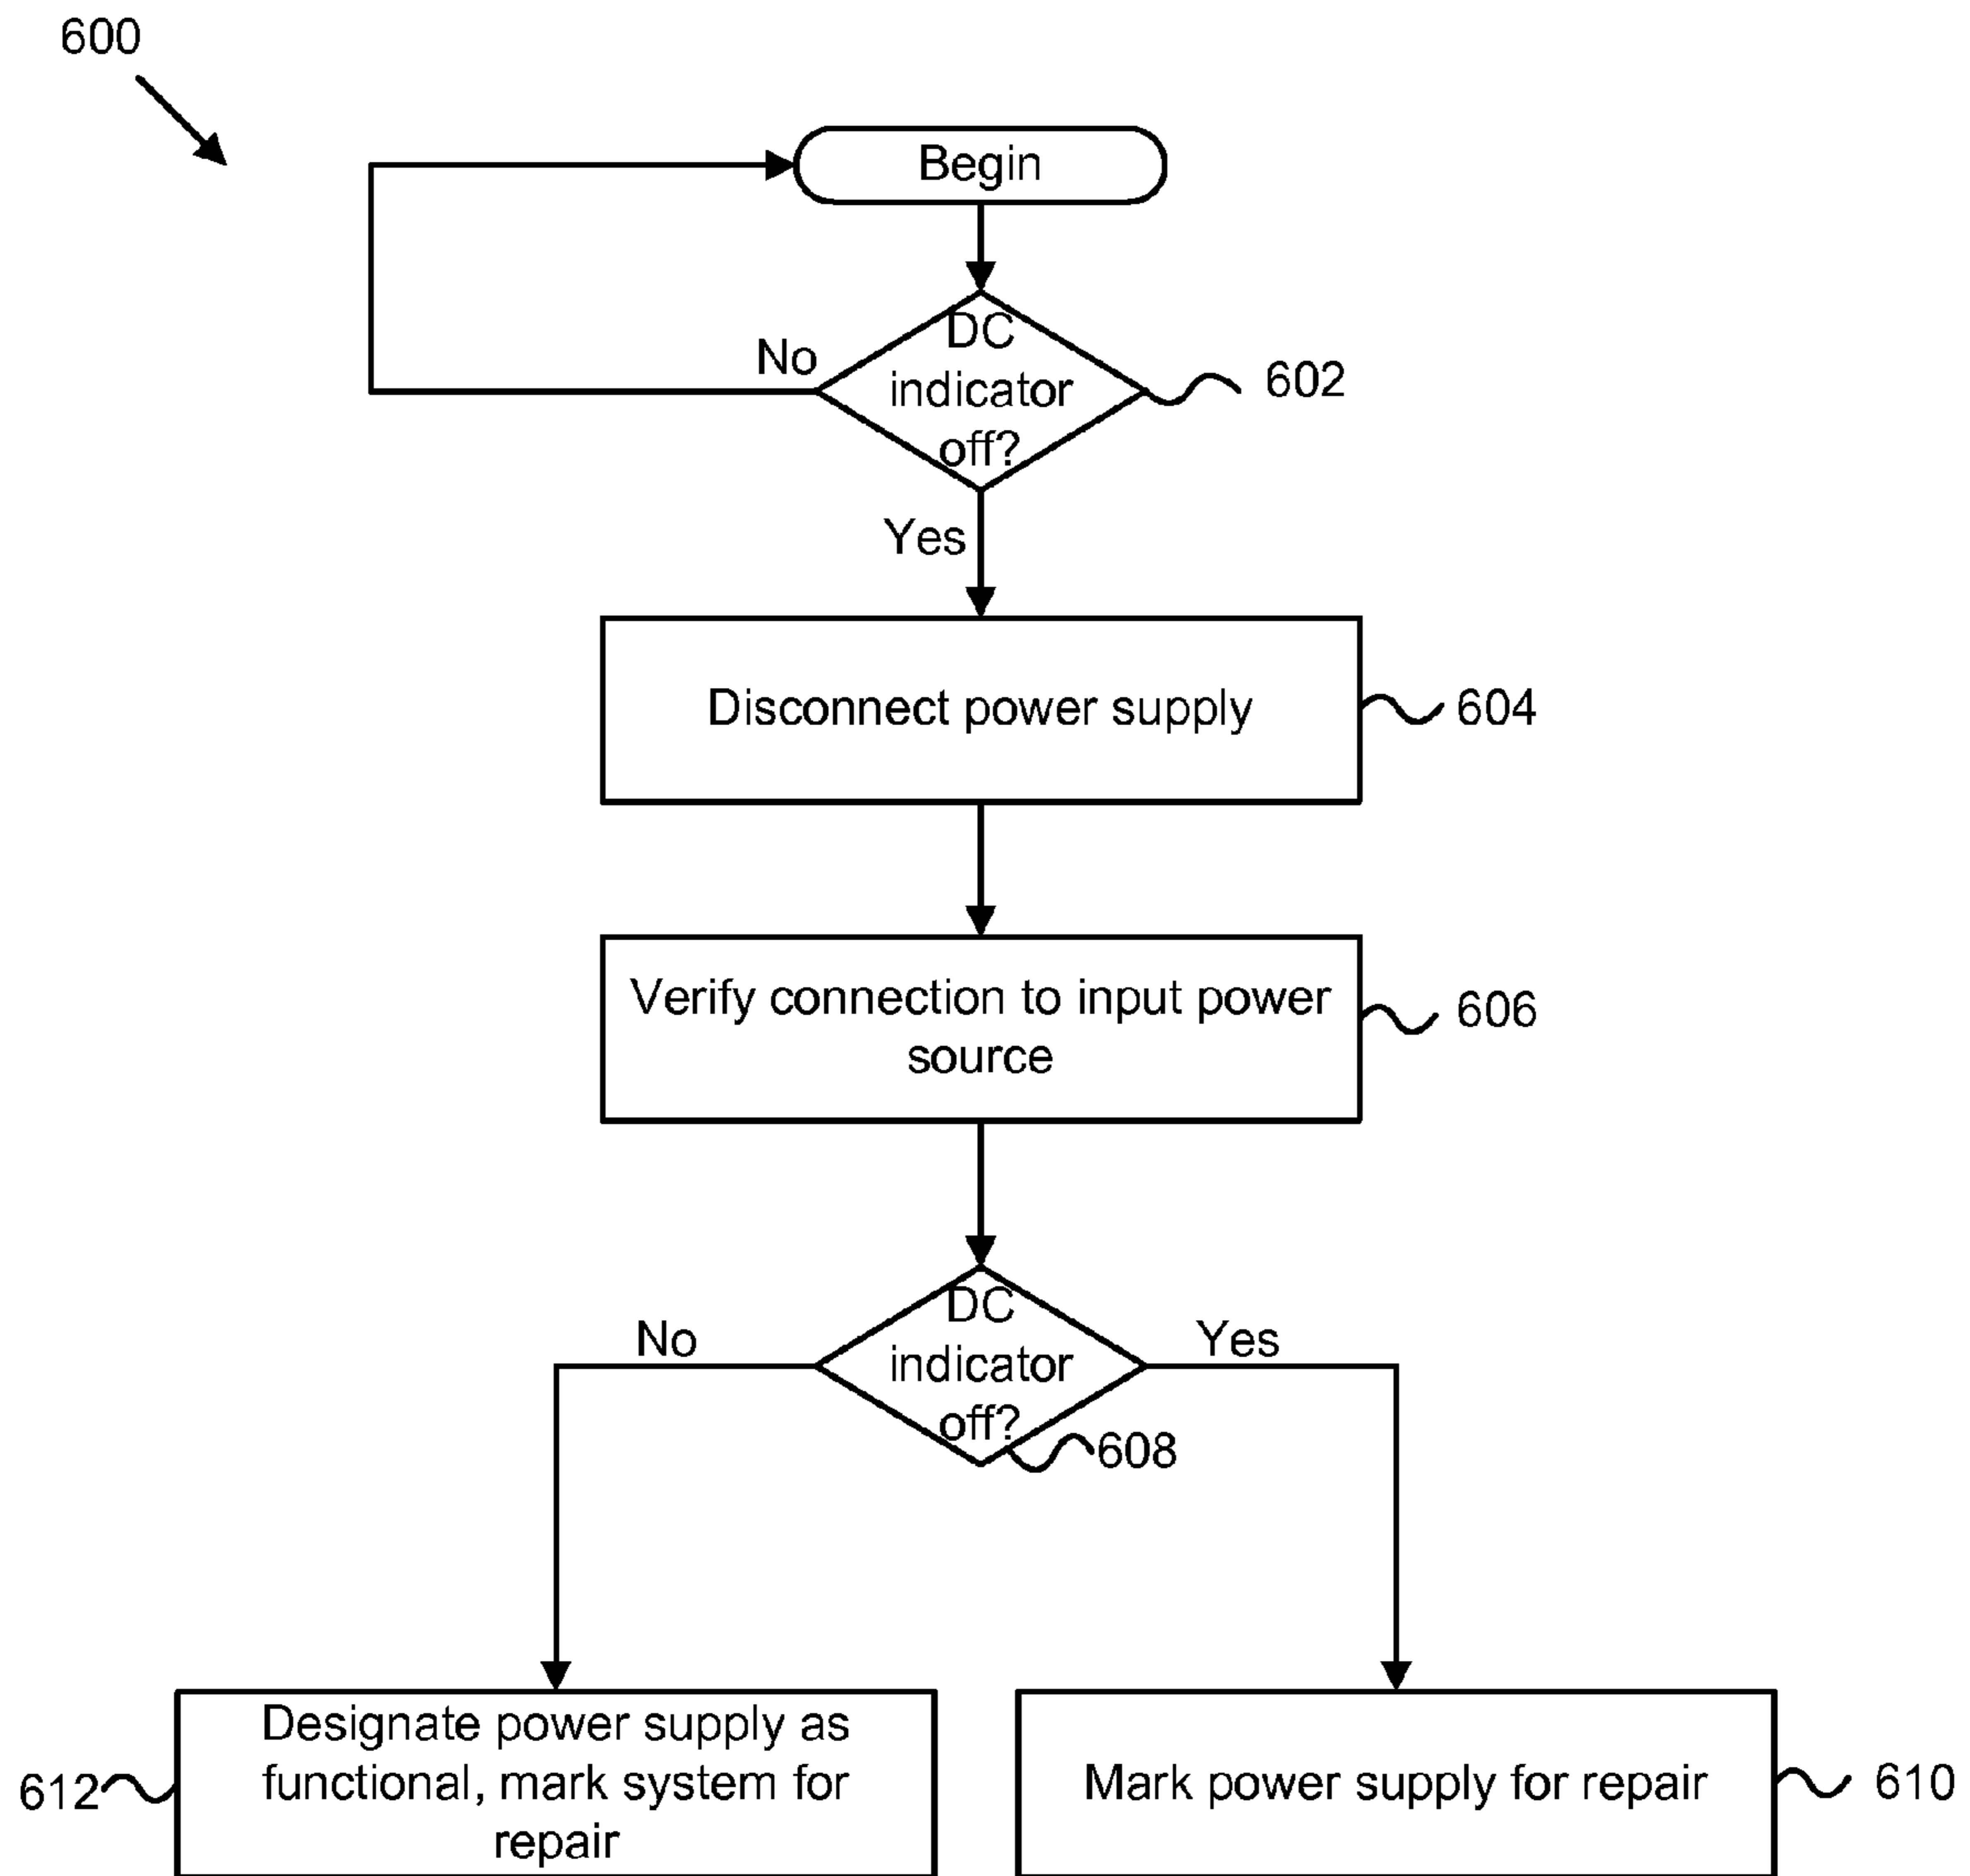 600
Begin
DC
indicator
off?
No
602
Yes
Disconnect power supply
604
Verify connection to input power
source
606
DC
indicator
off?
No
Yes
608
Designate power supply as
functional, mark system for
repair
612
Mark power supply for repair
610